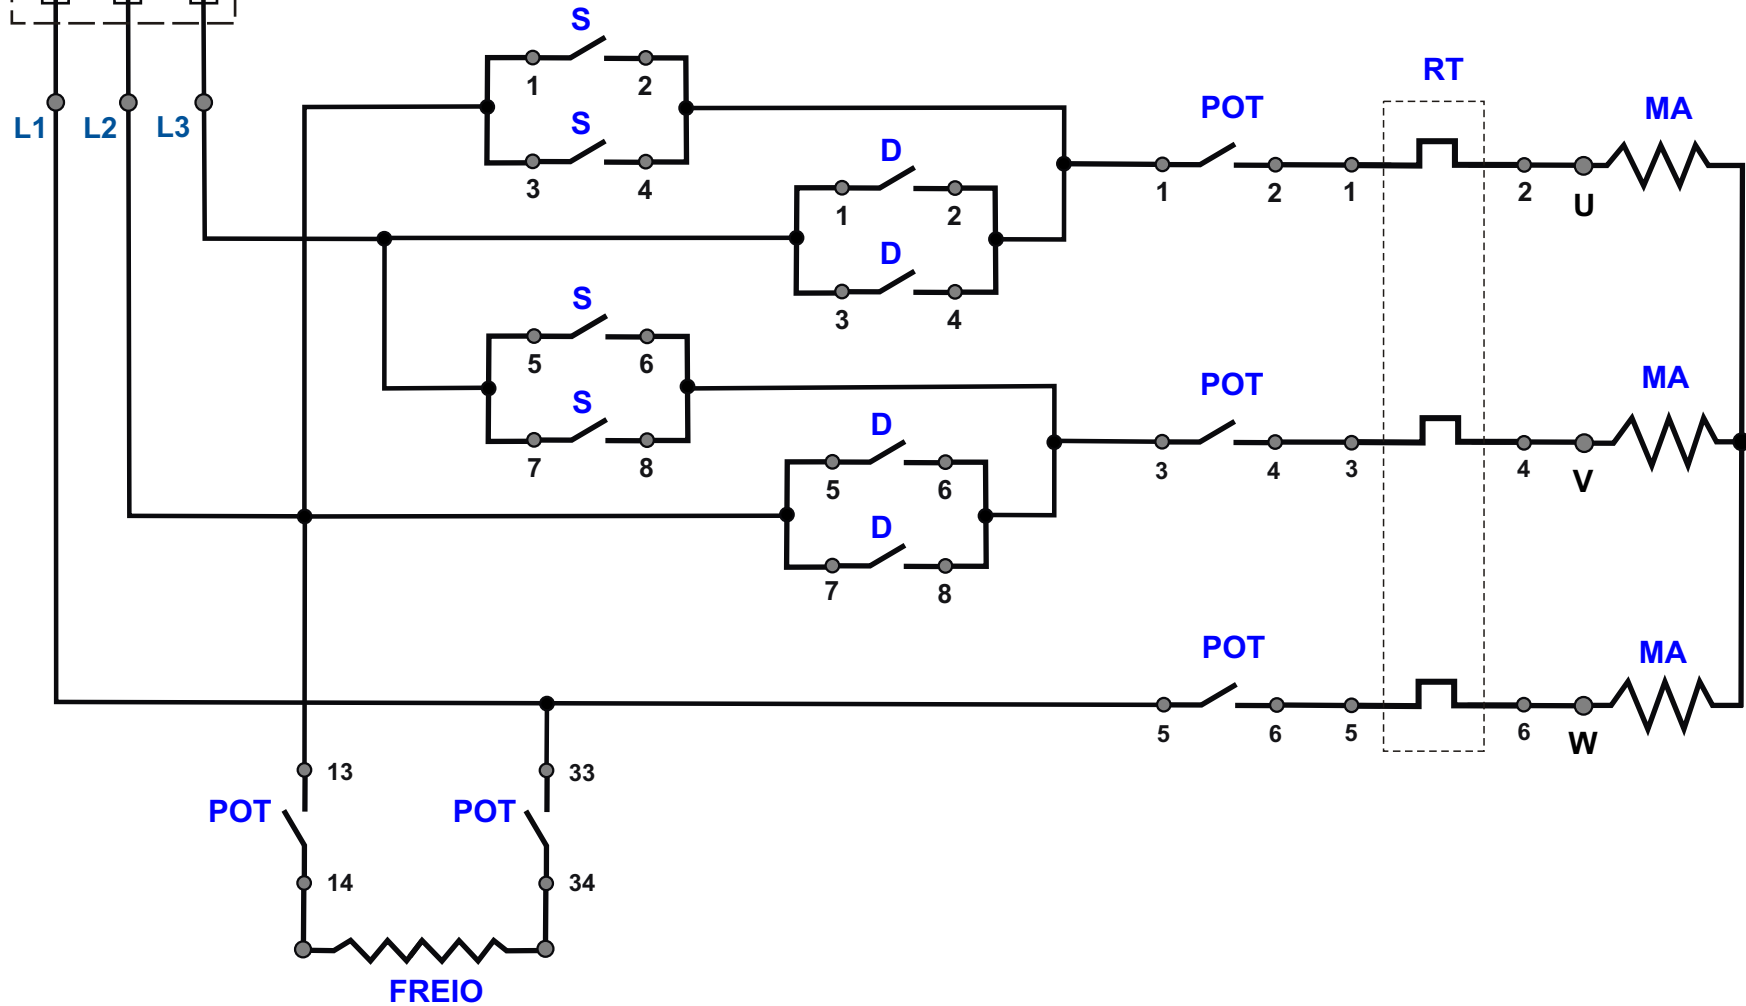 S
1 2
RT
POT MA
L1 L2 L3
S
D
3 4
1 2 1 2 1 2 U
D
S
3 4
5 6
POT MA
S
D
7 8
3 4 3 4 V
5 6
D
7 8
POT MA
5 6 5 6 W
13 33
POT POT
14 34
FREIO